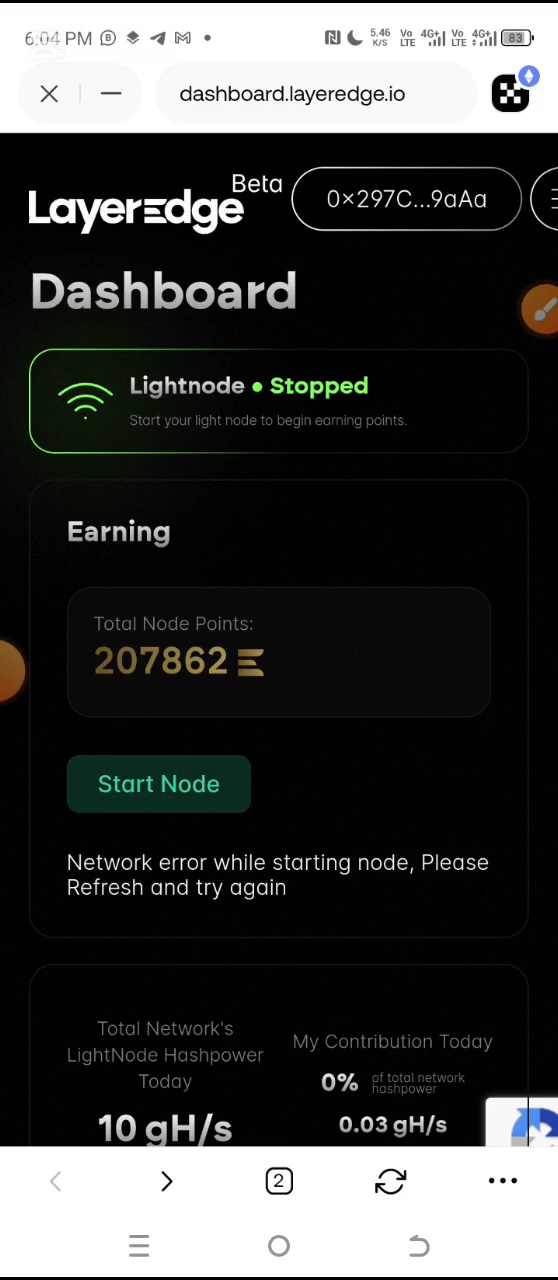 6:04 PM
5.46 K/S Vo LTE 4G+ Vo LTE 4G+ 83
dashboard.layeredge.io
LayerEdge Beta 0×297C...9aAa
Dashboard
Lightnode • Stopped
Start your light node to begin earning points.
Earning
Total Node Points:
207862
Start Node
Network error while starting node, Please
Refresh and try again
Total Network's
LightNode Hashpower
Today
10 gH/s
My Contribution Today
0% of total network
hashpower
0.03 gH/s
2